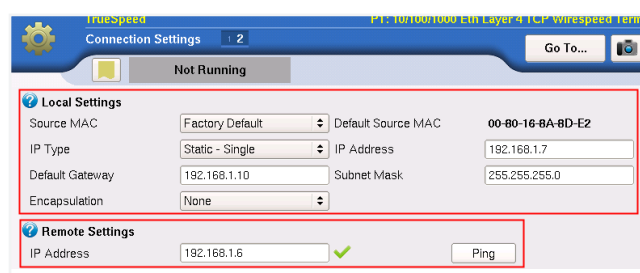 TrueSpeed P1: 10/100/1000 Eth Layer 4 TCP Wirespeed Term
Connection Settings 1 2
Go To...
Not Running
Local Settings
Source MAC Factory Default Default Source MAC 00-80-16-8A-8D-E2
IP Type Static - Single IP Address 192.168.1.7
Default Gateway 192.168.1.10 Subnet Mask 255.255.255.0
Encapsulation None
Remote Settings
IP Address 192.168.1.6 Ping